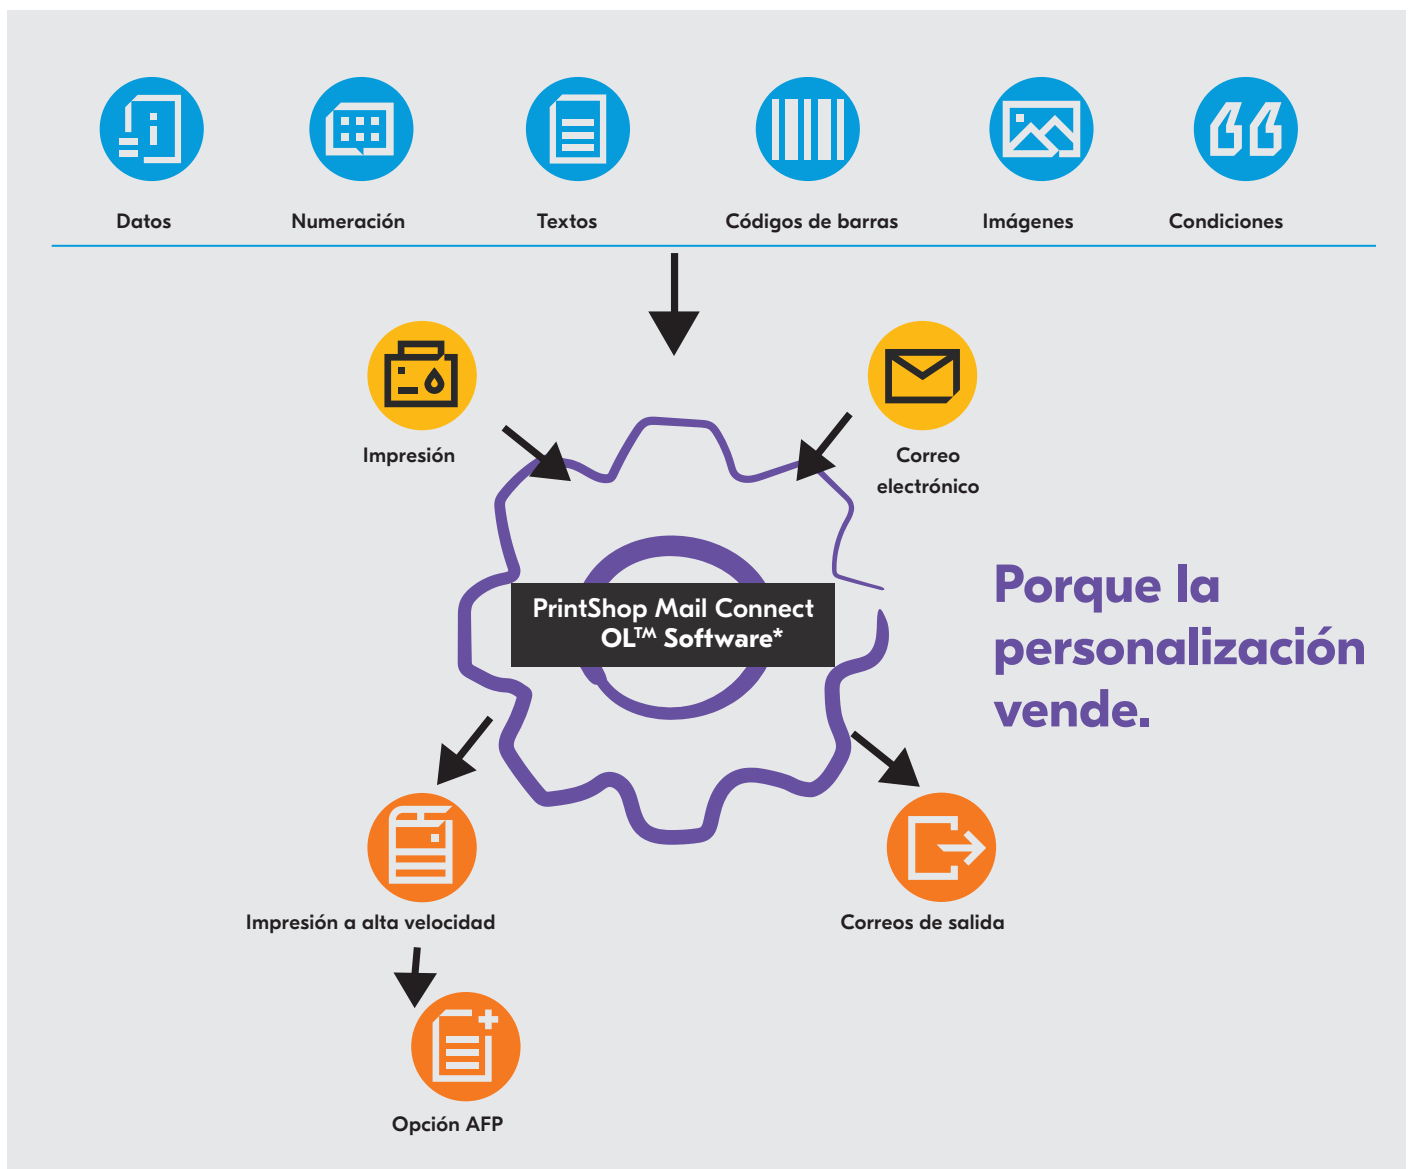 Datos
Numeración
Textos
Códigos de barras
Imágenes
Condiciones
Impresión
Correo
electrónico
PrintShop Mail Connect
OL™ Software*
Porque la
personalización
vende.
Impresión a alta velocidad
Correos de salida
Opción AFP